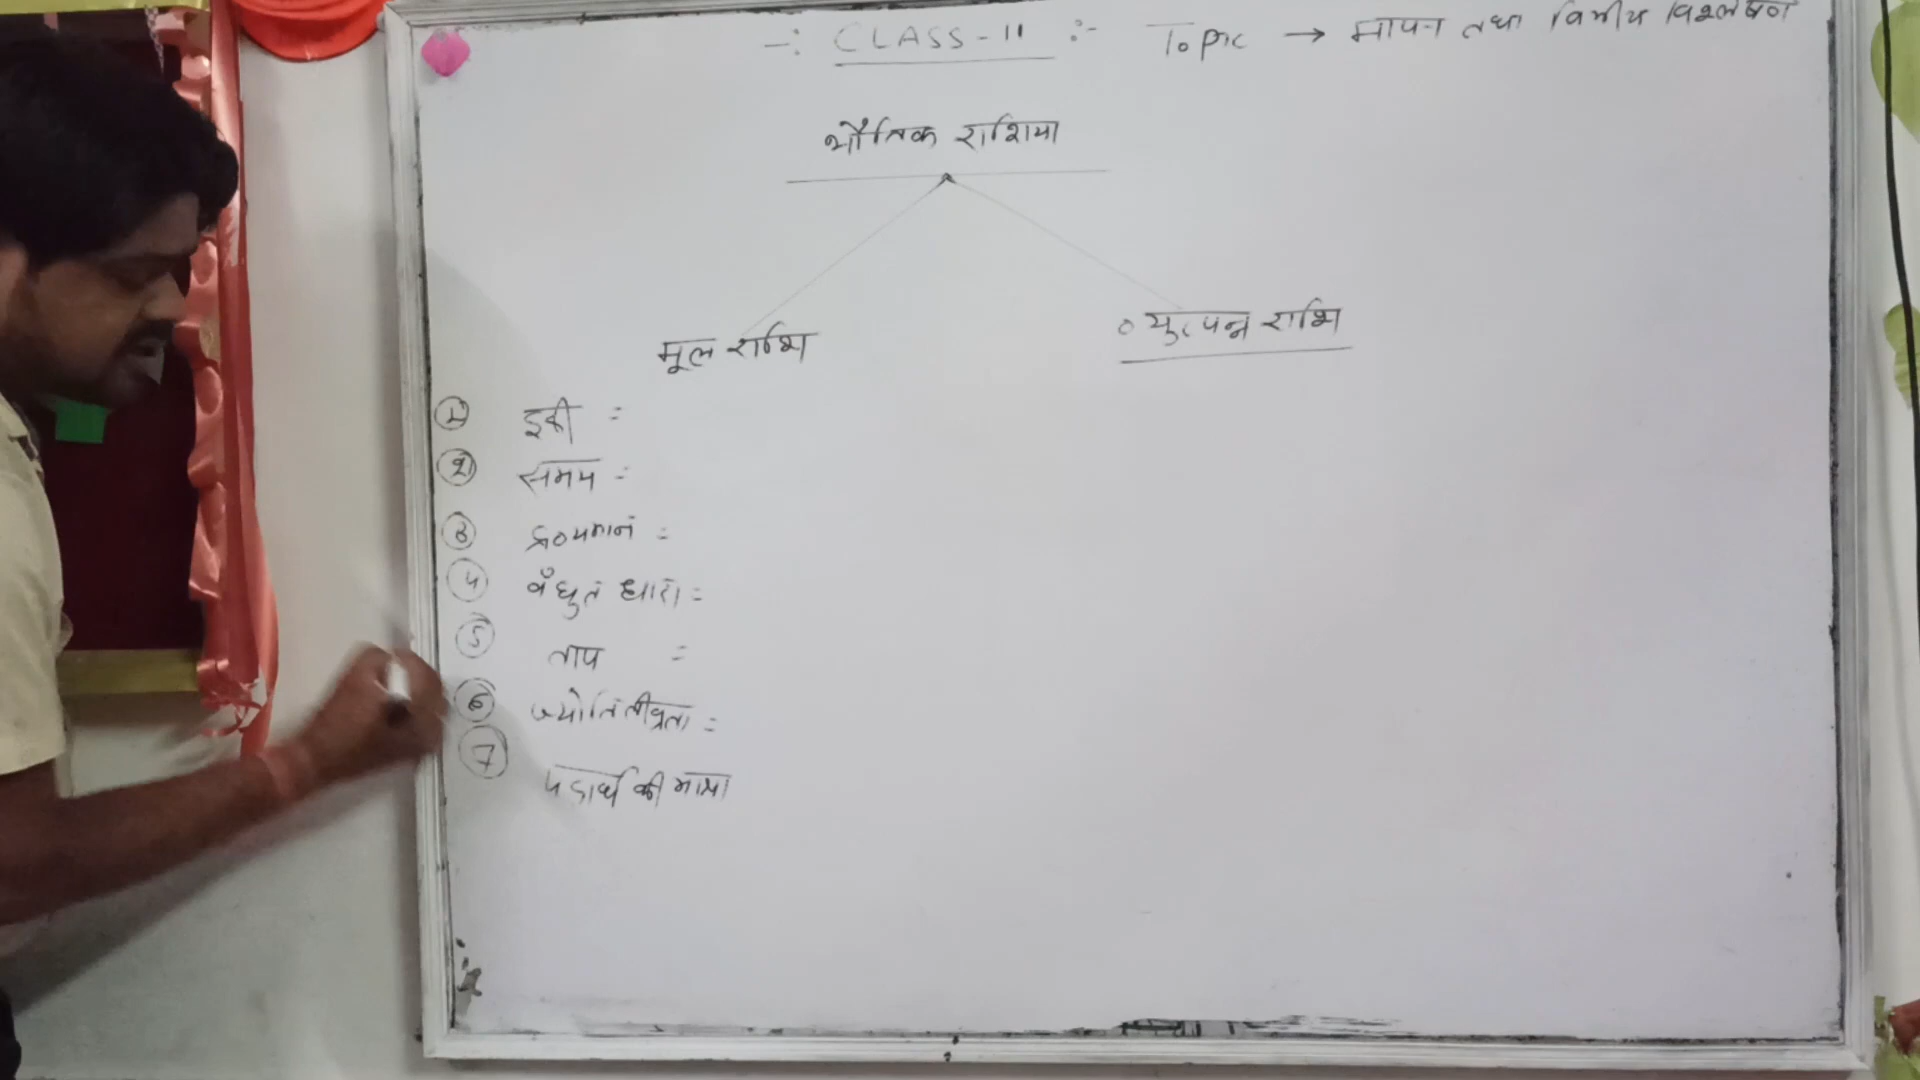 -: CLASS-11 :- Topic → मापन तथा विमीय विश्लेषण
भौतिक राशिया
मूल राशि
व्युत्पन्न राशि
① दूरी =
② समय =
③ द्रव्यमान =
④ वैधुत धारा =
⑤ ताप =
⑥ ज्योति तीव्रता =
⑦ पदार्थ की मात्रा